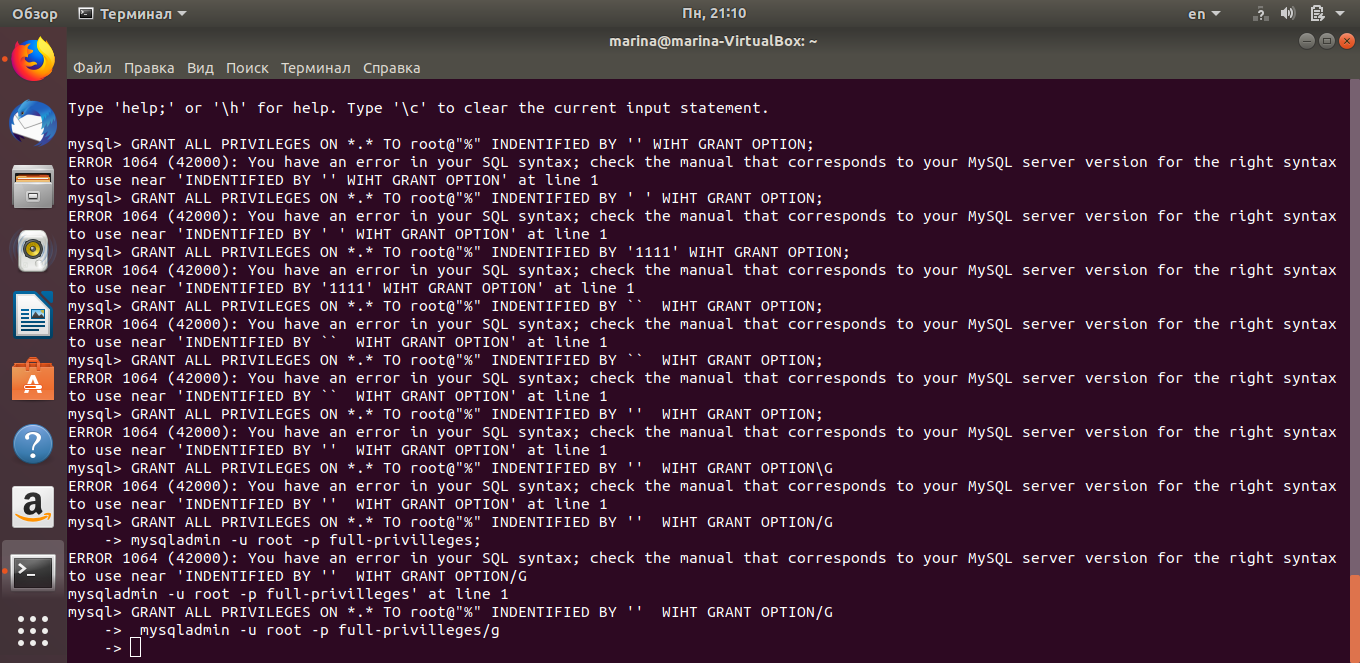 Обзор Терминал Пн, 21:10 en
marina@marina-VirtualBox: ~
Файл Правка Вид Поиск Терминал Справка
Type 'help;' or '\h' for help. Type '\c' to clear the current input statement.
mysql> GRANT ALL PRIVILEGES ON *.* TO root@"%" INDENTIFIED BY '' WIHT GRANT OPTION;
ERROR 1064 (42000): You have an error in your SQL syntax; check the manual that corresponds to your MySQL server version for the right syntax
to use near 'INDENTIFIED BY '' WIHT GRANT OPTION' at line 1
mysql> GRANT ALL PRIVILEGES ON *.* TO root@"%" INDENTIFIED BY ' ' WIHT GRANT OPTION;
ERROR 1064 (42000): You have an error in your SQL syntax; check the manual that corresponds to your MySQL server version for the right syntax
to use near 'INDENTIFIED BY ' ' WIHT GRANT OPTION' at line 1
mysql> GRANT ALL PRIVILEGES ON *.* TO root@"%" INDENTIFIED BY '1111' WIHT GRANT OPTION;
ERROR 1064 (42000): You have an error in your SQL syntax; check the manual that corresponds to your MySQL server version for the right syntax
to use near 'INDENTIFIED BY '1111' WIHT GRANT OPTION' at line 1
mysql> GRANT ALL PRIVILEGES ON *.* TO root@"%" INDENTIFIED BY ``  WIHT GRANT OPTION;
ERROR 1064 (42000): You have an error in your SQL syntax; check the manual that corresponds to your MySQL server version for the right syntax
to use near 'INDENTIFIED BY ``  WIHT GRANT OPTION' at line 1
mysql> GRANT ALL PRIVILEGES ON *.* TO root@"%" INDENTIFIED BY ``  WIHT GRANT OPTION;
ERROR 1064 (42000): You have an error in your SQL syntax; check the manual that corresponds to your MySQL server version for the right syntax
to use near 'INDENTIFIED BY ``  WIHT GRANT OPTION' at line 1
mysql> GRANT ALL PRIVILEGES ON *.* TO root@"%" INDENTIFIED BY ''  WIHT GRANT OPTION;
ERROR 1064 (42000): You have an error in your SQL syntax; check the manual that corresponds to your MySQL server version for the right syntax
to use near 'INDENTIFIED BY ''  WIHT GRANT OPTION' at line 1
mysql> GRANT ALL PRIVILEGES ON *.* TO root@"%" INDENTIFIED BY ''  WIHT GRANT OPTION\G
ERROR 1064 (42000): You have an error in your SQL syntax; check the manual that corresponds to your MySQL server version for the right syntax
to use near 'INDENTIFIED BY ''  WIHT GRANT OPTION' at line 1
mysql> GRANT ALL PRIVILEGES ON *.* TO root@"%" INDENTIFIED BY ''  WIHT GRANT OPTION/G
    -> mysqladmin -u root -p full-privilleges;
ERROR 1064 (42000): You have an error in your SQL syntax; check the manual that corresponds to your MySQL server version for the right syntax
to use near 'INDENTIFIED BY ''  WIHT GRANT OPTION/G
mysqladmin -u root -p full-privilleges' at line 1
mysql> GRANT ALL PRIVILEGES ON *.* TO root@"%" INDENTIFIED BY ''  WIHT GRANT OPTION/G
    ->  mysqladmin -u root -p full-privilleges/g
    ->